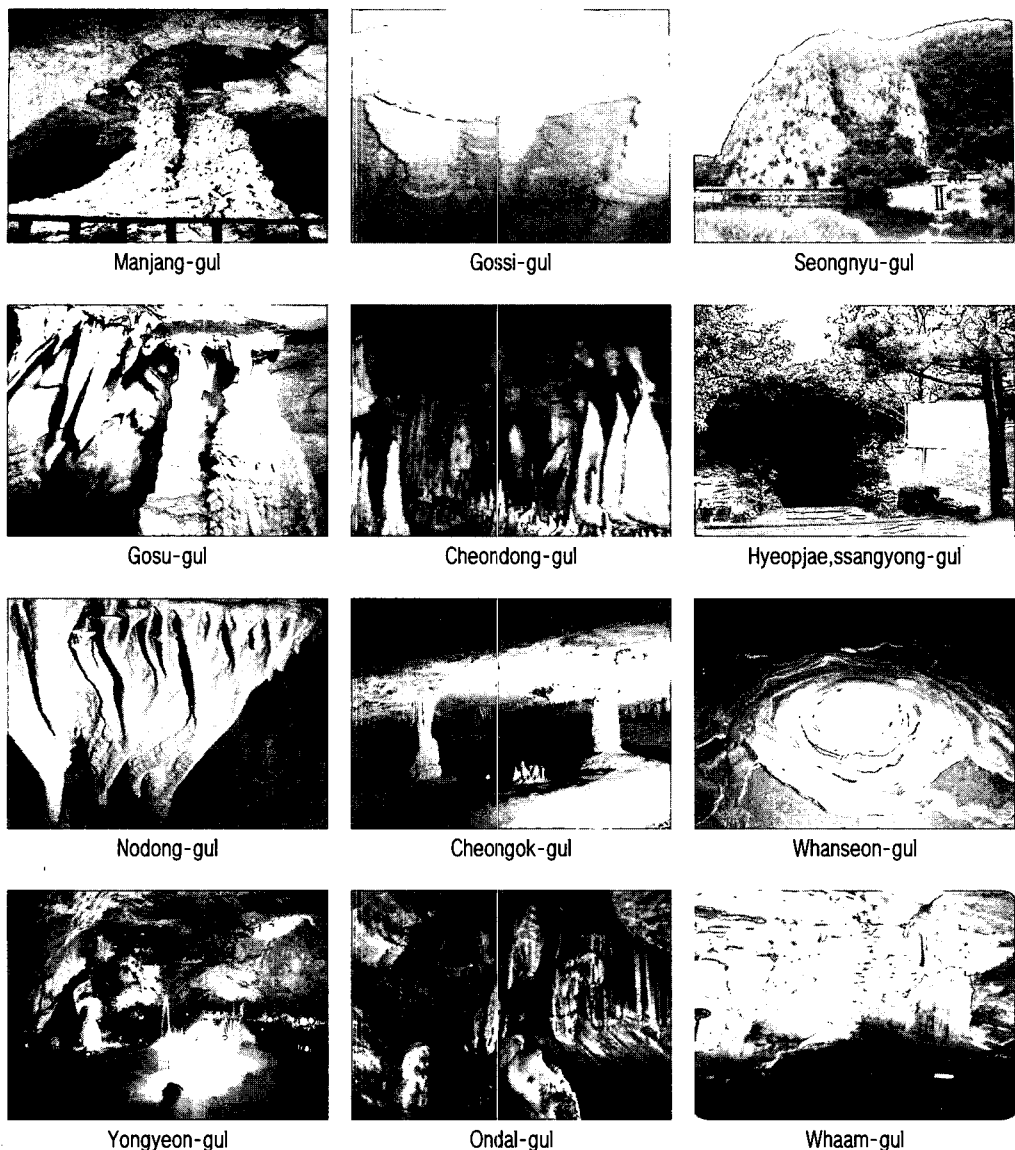 Manjang-gul
Gossi-gul
Seongnyu-gul
Gosu-gul
Cheondong-gul
Hyeopjae,ssangyong-gul
Nodong-gul
Cheongok-gul
Whanseon-gul
Yongyeon-gul
Ondal-gul
Whaam-gul